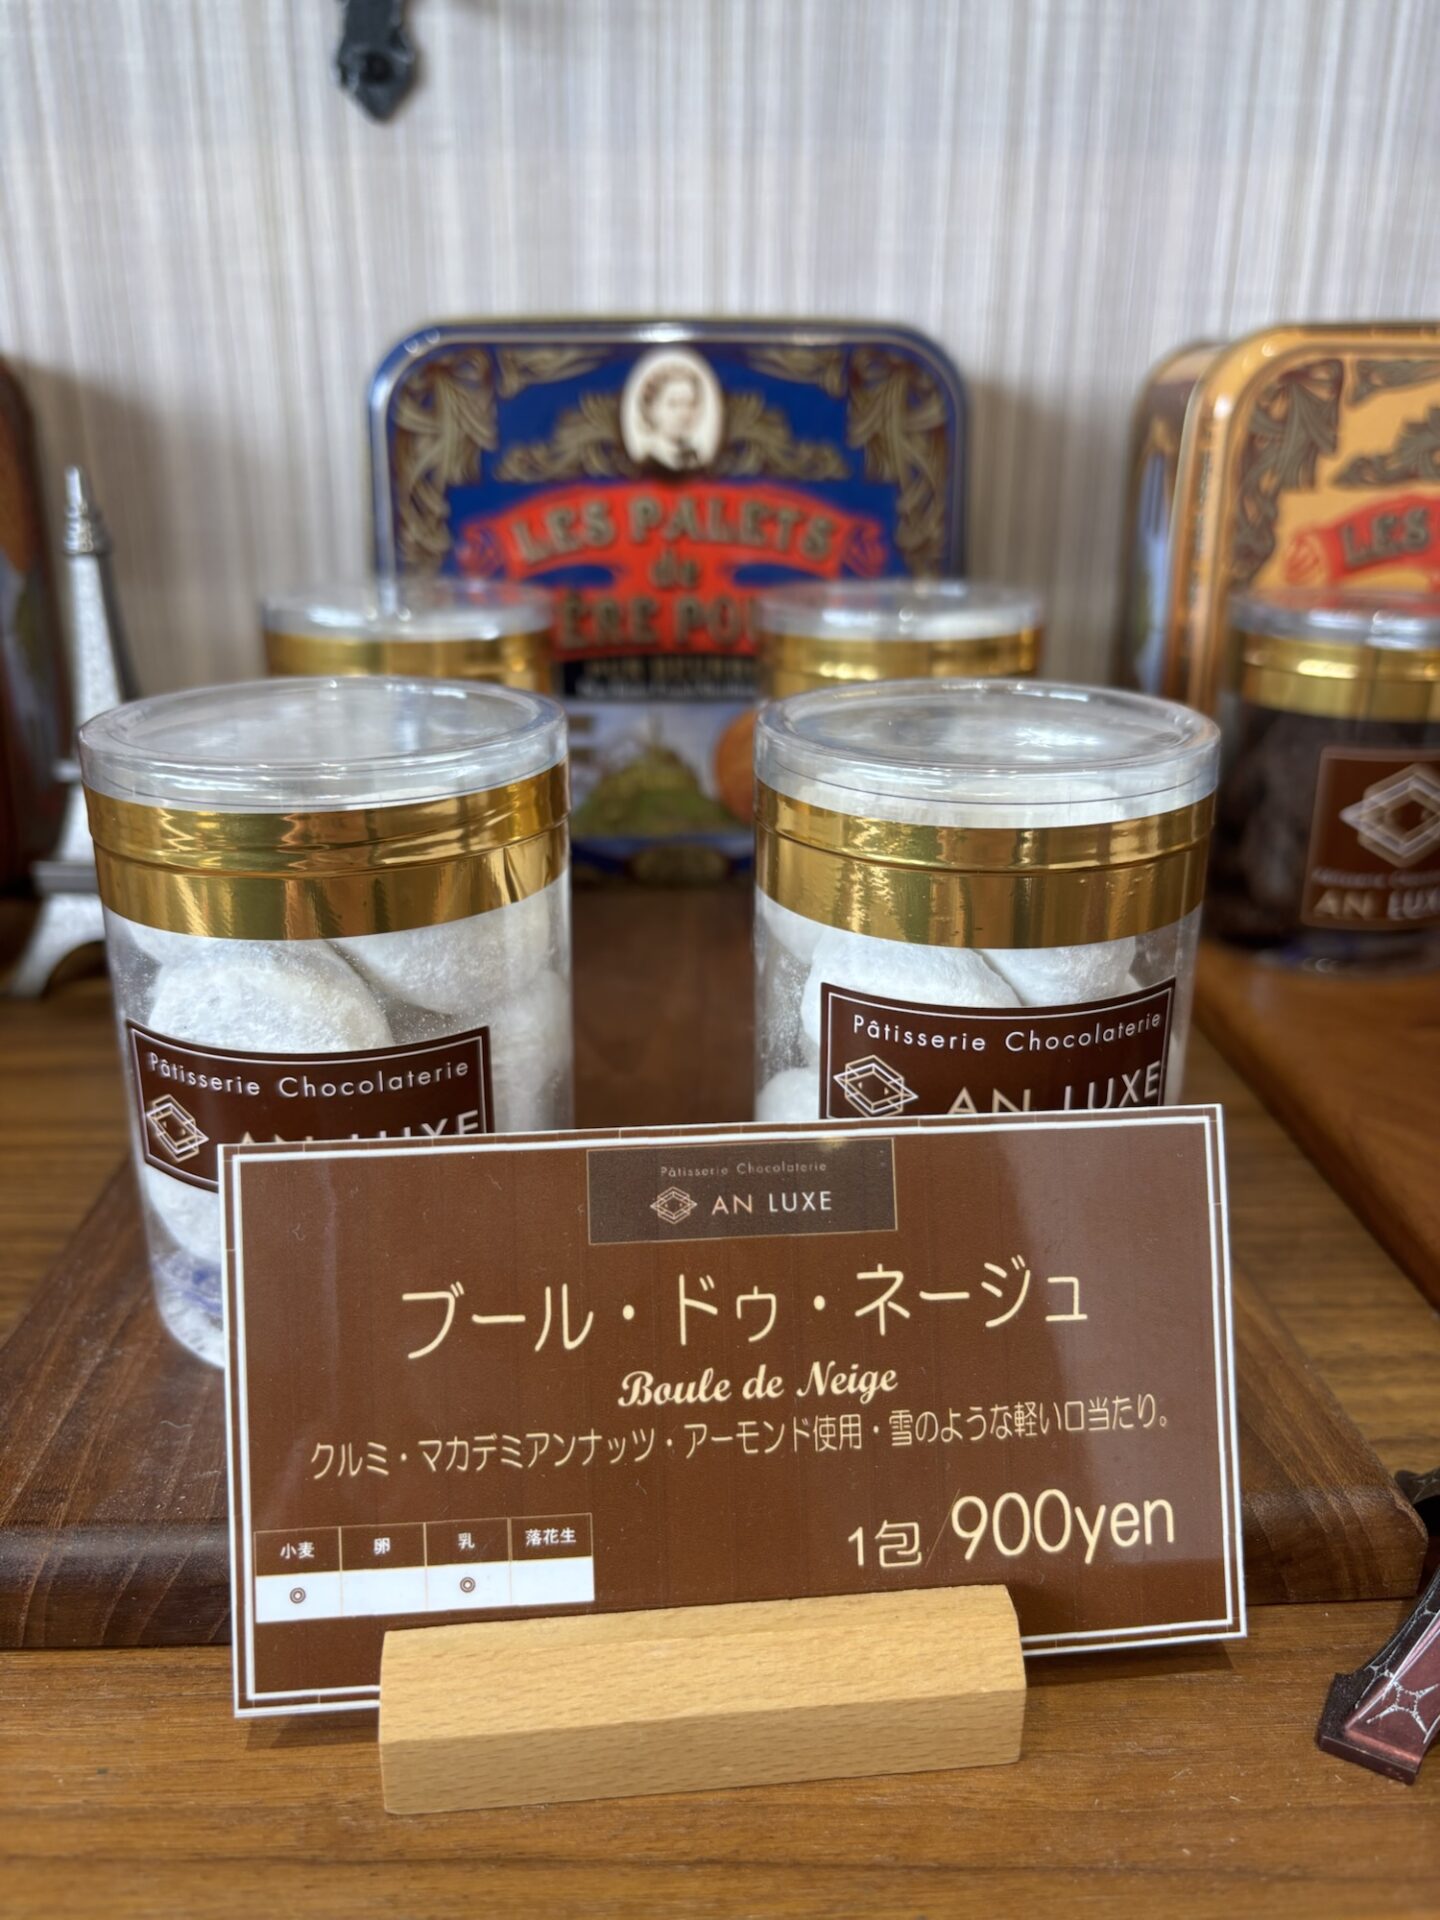 LES PALETS
de
Pâtisserie Chocolaterie
AN LUXE
Pâtisserie Chocolaterie
AN LUXE
LES
AN LUXE
Pâtisserie Chocolaterie
AN LUXE
ブール・ドゥ・ネージュ
Boule de Neige
クルミ・マカデミアンナッツ・アーモンド使用・雪のような軽い口当たり。
小麦 卵 乳 落花生
◎ ◎
1包/900yen